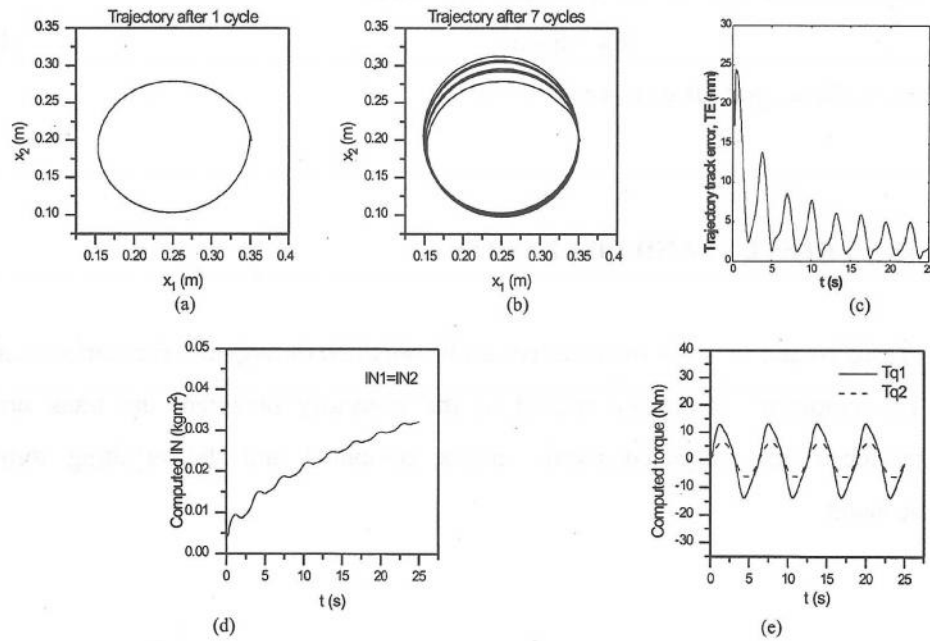 Trajectory after 1 cycle
0.35
0.30
0.25
0.20
0.15
0.10
x₂ (m)
0.15 0.20 0.25 0.30 0.35 0.4
x₁ (m)
(a)
Trajectory after 7 cycles
0.35
0.30
0.25
0.20
0.15
0.10
x₂ (m)
0.15 0.20 0.25 0.30 0.35 0.4
x₁ (m)
(b)
30
25
20
15
10
5
0
Trajectory track error, TE (mm)
0 5 10 15 20 25
t (s)
(c)
0.05
0.04
0.03
0.02
0.01
0.00
Computed IN (kgm²)
IN1=IN2
0 5 10 15 20 25
t (s)
(d)
40
30
20
10
0
-10
-20
-30
Computed torque (Nm)
Tq1
Tq2
0 5 10 15 20 25
t (s)
(e)